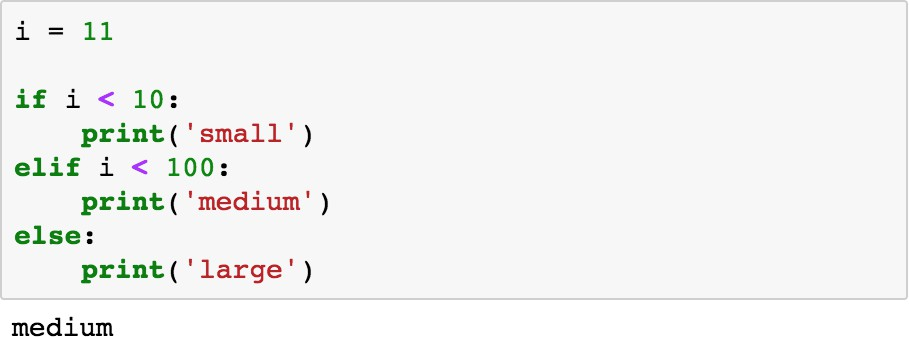 i = 11
if i < 10:
    print('small')
elif i < 100:
    print('medium')
else:
    print('large')
medium